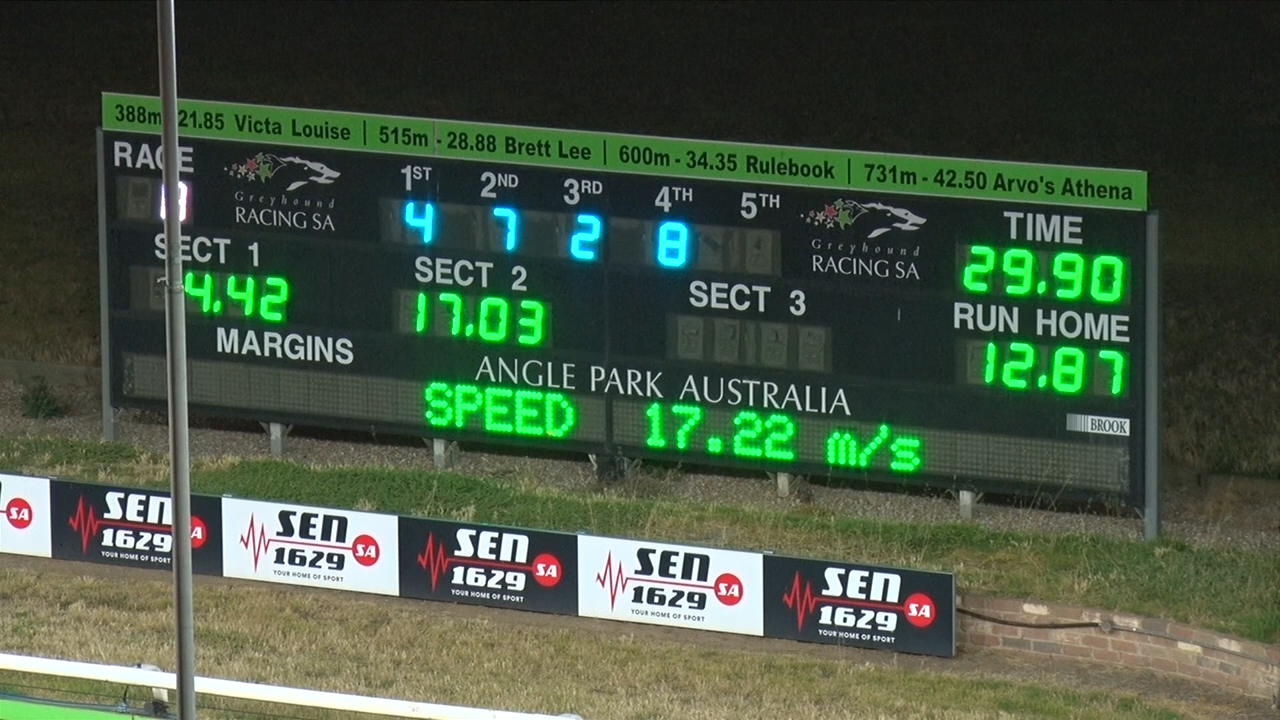 388m 21.85 Victa Louise | 515m - 28.88 Brett Lee | 600m - 34.35 Rulebook | 731m - 42.50 Arvo's Athena
RACE
Greyhound
RACING SA
1ST 2ND 3RD 4TH 5TH
4 7 2 8
Greyhound
RACING SA
TIME
29.90
SECT 1
4.42
SECT 2
17.03
SECT 3
RUN HOME
12.87
MARGINS
ANGLE PARK AUSTRALIA
SPEED 17.22 m/s
BROOK
SA
SEN
1629
SA
YOUR HOME OF SPORT
SEN
1629
SA
YOUR HOME OF SPORT
SEN
1629
SA
YOUR HOME OF SPORT
SEN
1629
SA
YOUR HOME OF SPORT
SEN
1629
SA
YOUR HOME OF SPORT